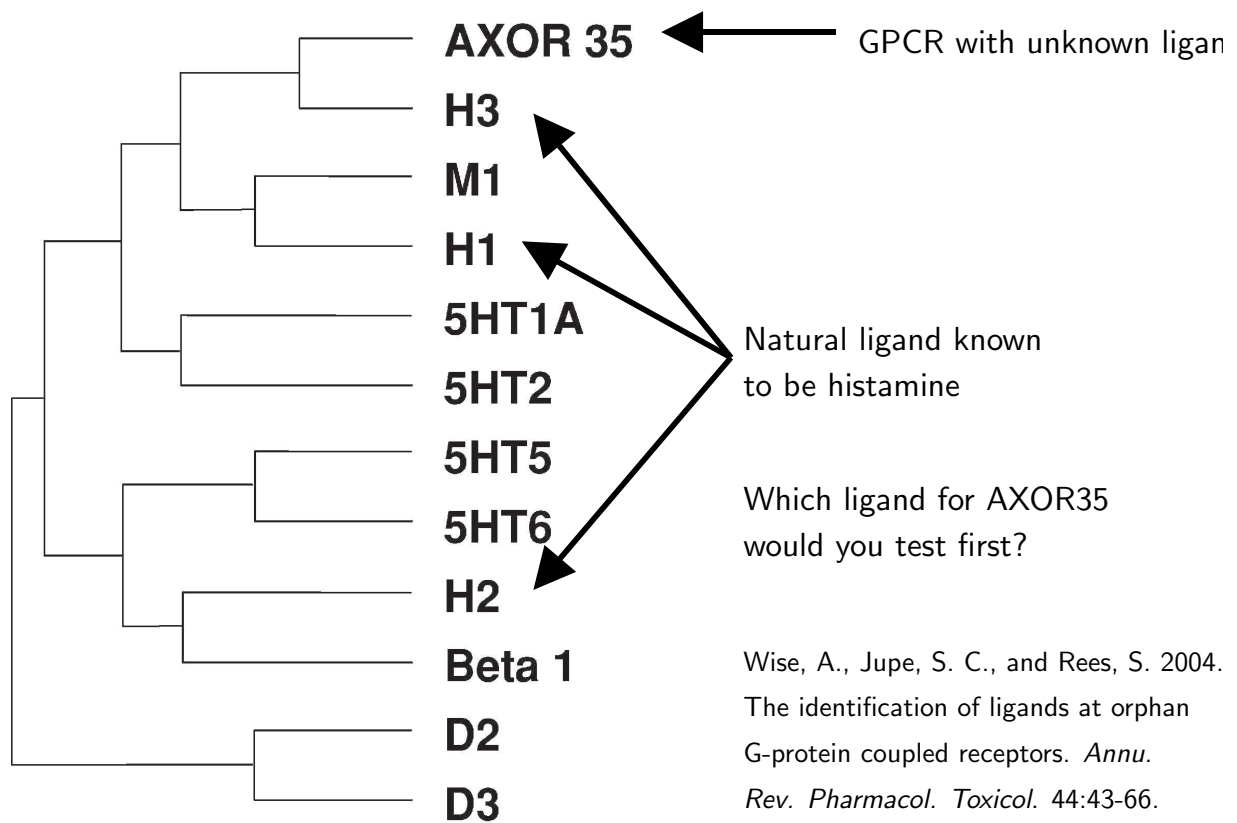 AXOR 35
GPCR with unknown ligan
H3
M1
H1
5HT1A
5HT2
5HT5
5HT6
H2
Beta 1
D2
D3
Natural ligand known
to be histamine
Which ligand for AXOR35
would you test first?
Wise, A., Jupe, S. C., and Rees, S. 2004.
The identification of ligands at orphan
G-protein coupled receptors. Annu.
Rev. Pharmacol. Toxicol. 44:43-66.